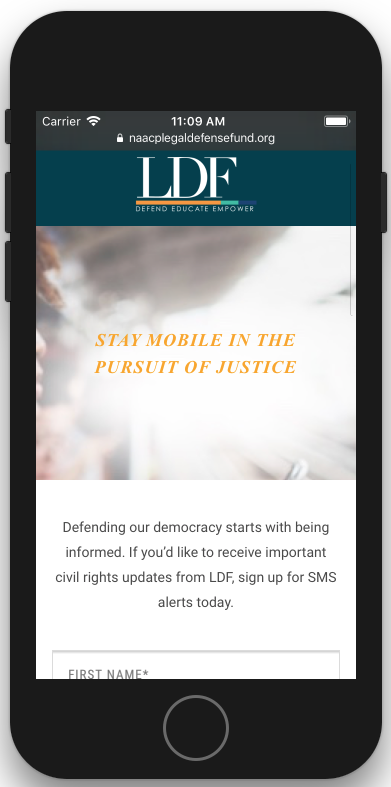 Carrier 11:09 AM
naacplegaldefensefund.org
LDF
DEFEND EDUCATE EMPOWER
STAY MOBILE IN THE
PURSUIT OF JUSTICE
Defending our democracy starts with being
informed. If you’d like to receive important
civil rights updates from LDF, sign up for SMS
alerts today.
FIRST NAME*